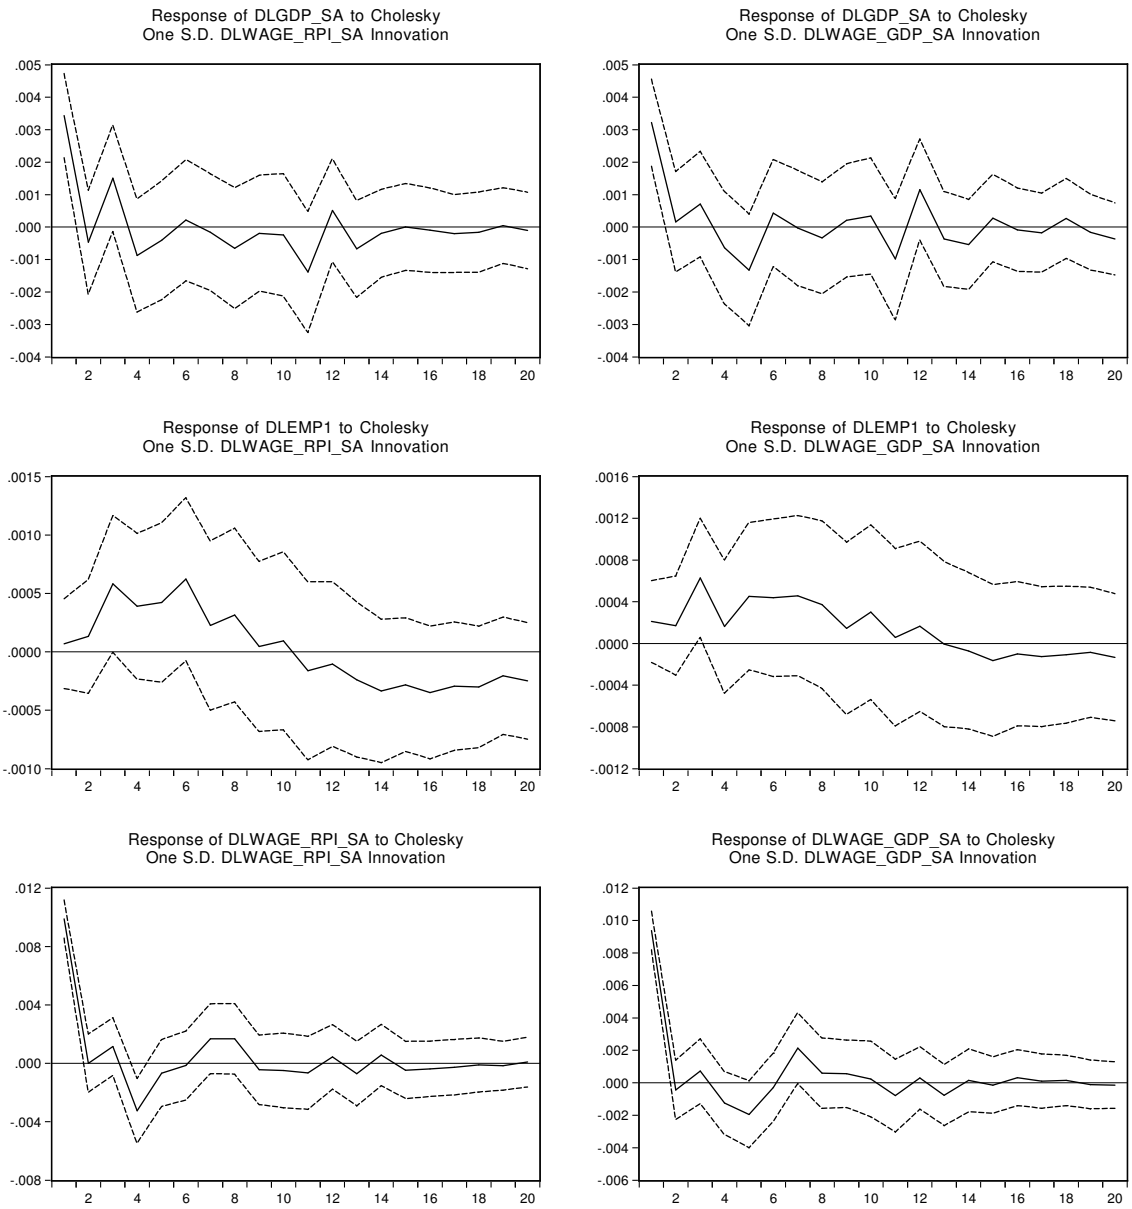 Response of DLGDP_SA to Cholesky
One S.D. DLWAGE_RPI_SA Innovation
.005
.004
.003
.002
.001
.000
-.001
-.002
-.003
-.004
2 4 6 8 10 12 14 16 18 20
Response of DLGDP_SA to Cholesky
One S.D. DLWAGE_GDP_SA Innovation
.005
.004
.003
.002
.001
.000
-.001
-.002
-.003
-.004
2 4 6 8 10 12 14 16 18 20
Response of DLEMP1 to Cholesky
One S.D. DLWAGE_RPI_SA Innovation
.0015
.0010
.0005
.0000
-.0005
-.0010
2 4 6 8 10 12 14 16 18 20
Response of DLEMP1 to Cholesky
One S.D. DLWAGE_GDP_SA Innovation
.0016
.0012
.0008
.0004
.0000
-.0004
-.0008
-.0012
2 4 6 8 10 12 14 16 18 20
Response of DLWAGE_RPI_SA to Cholesky
One S.D. DLWAGE_RPI_SA Innovation
.012
.008
.004
.000
-.004
-.008
2 4 6 8 10 12 14 16 18 20
Response of DLWAGE_GDP_SA to Cholesky
One S.D. DLWAGE_GDP_SA Innovation
.012
.010
.008
.006
.004
.002
.000
-.002
-.004
-.006
2 4 6 8 10 12 14 16 18 20